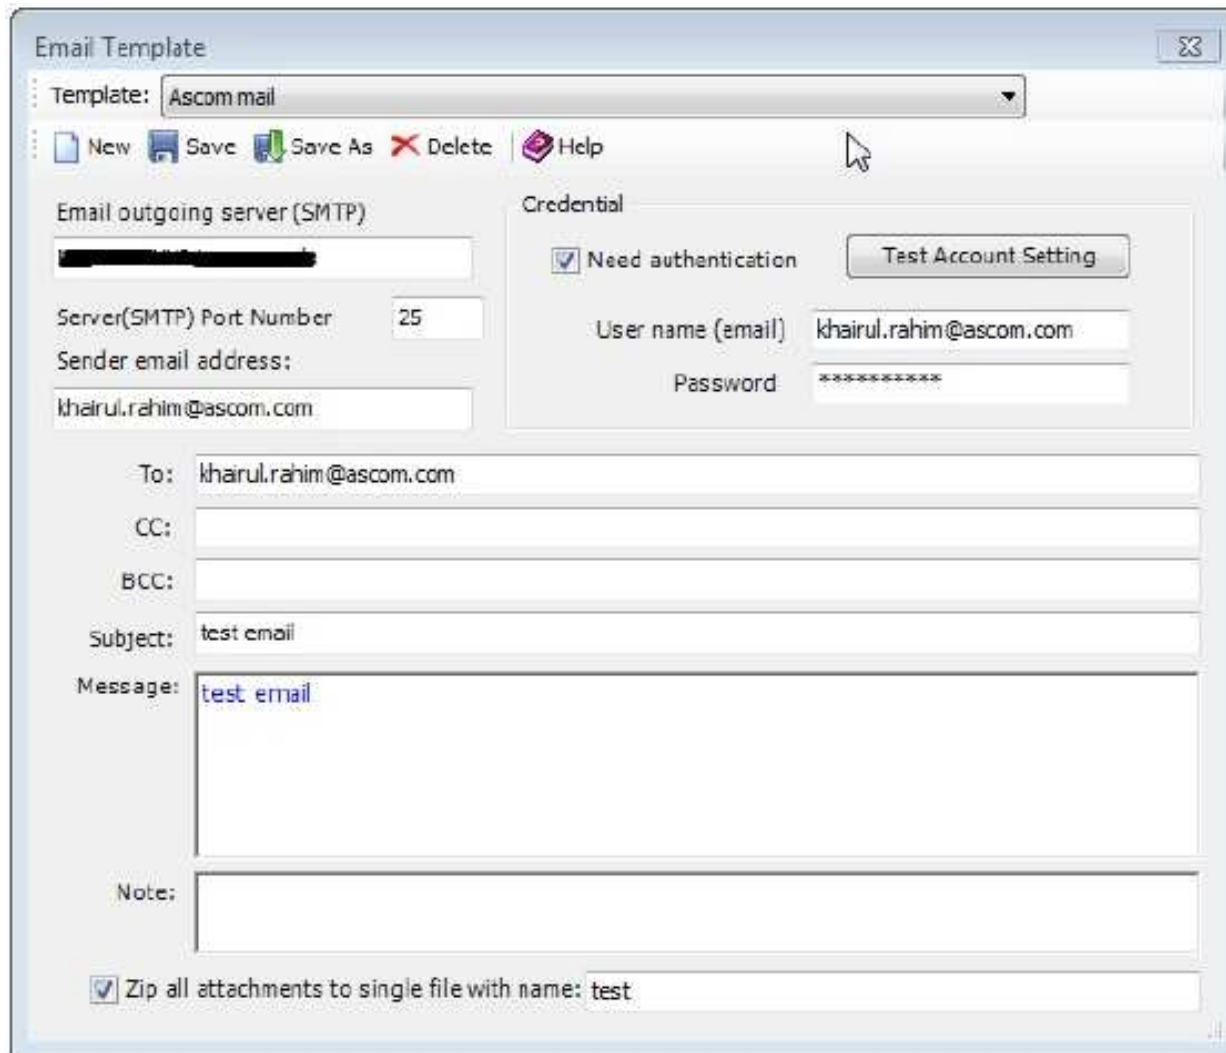 Email Template
Template: Ascom mail
New Save Save As Delete Help
Email outgoing server (SMTP)
Credential
Need authentication Test Account Setting
Server(SMTP) Port Number 25
User name (email) khairul.rahim@ascom.com
Sender email address:
Password **********
khairul.rahim@ascom.com
To: khairul.rahim@ascom.com
CC:
BCC:
Subject: test email
Message: test email
Note:
Zip all attachments to single file with name: test